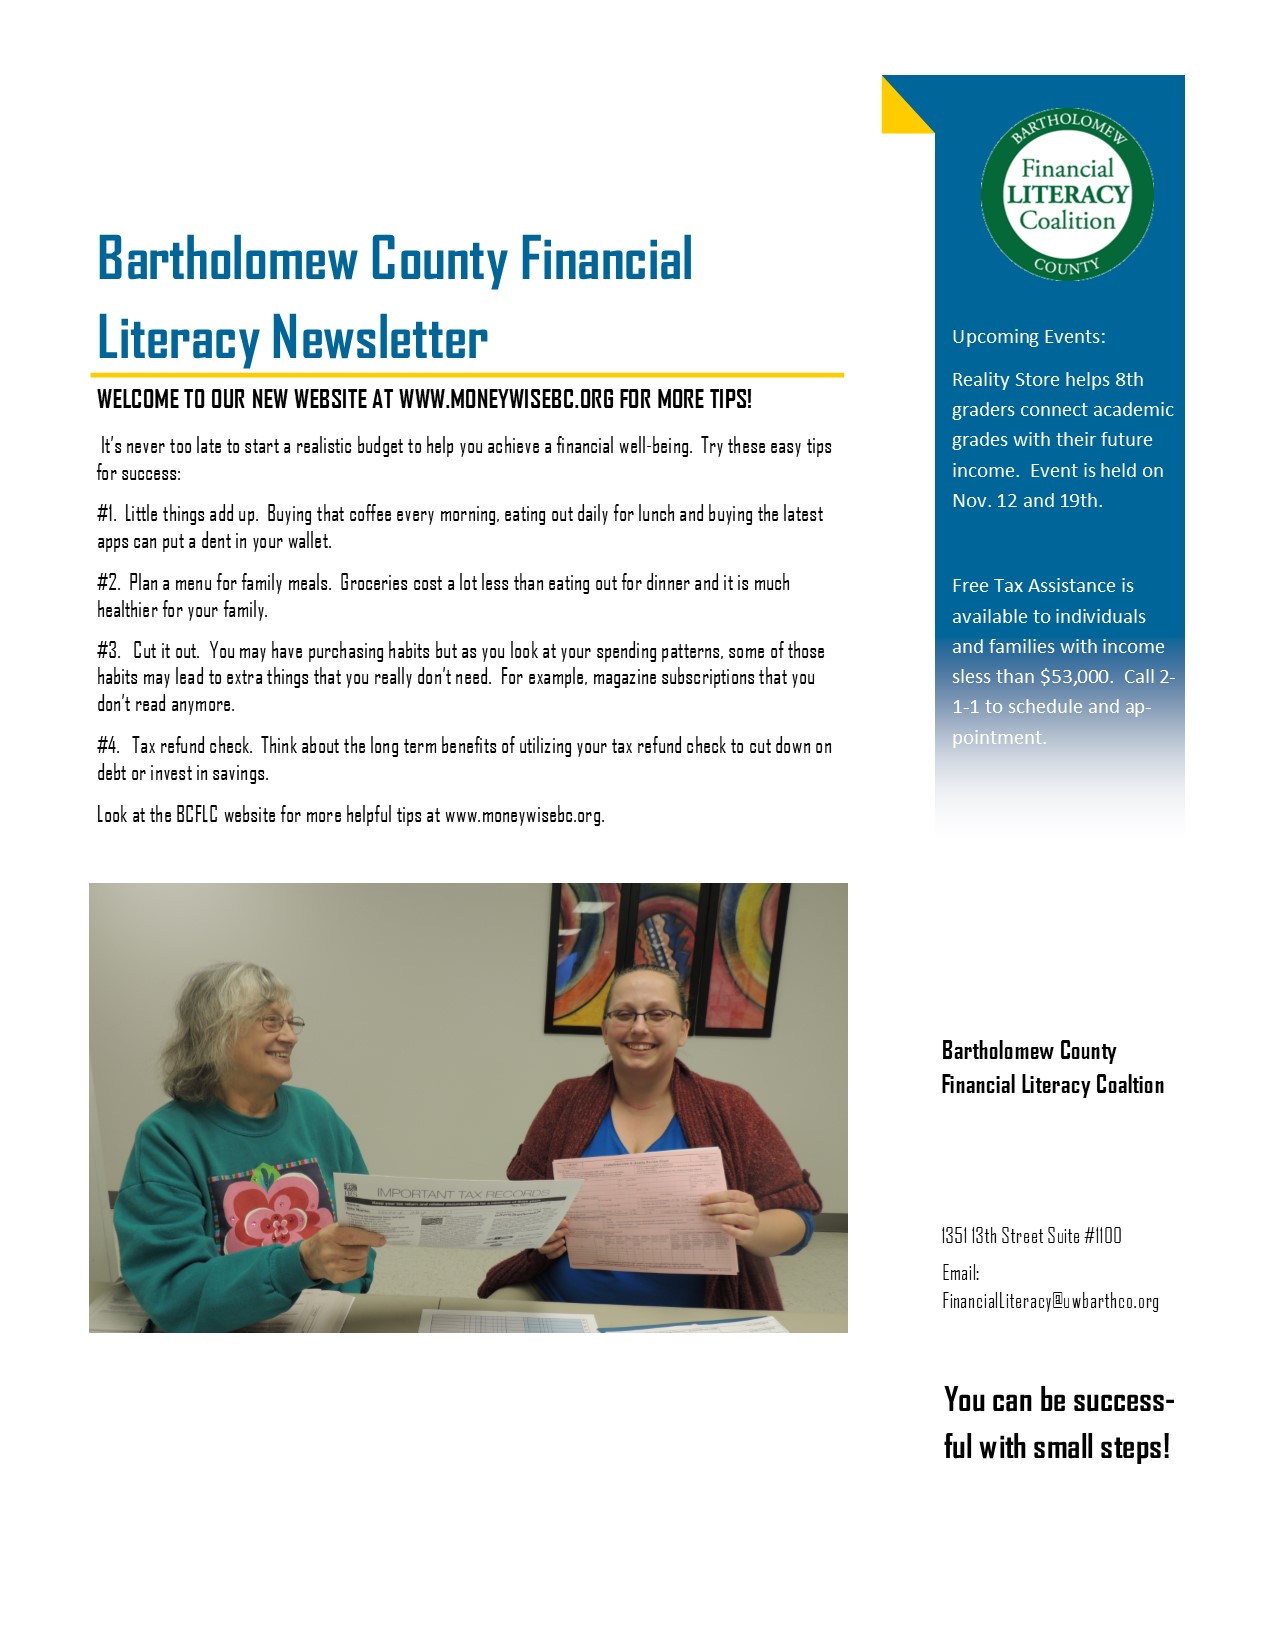 Bartholomew County Financial
Literacy Newsletter
WELCOME TO OUR NEW WEBSITE AT WWW.MONEYWISEBC.ORG FOR MORE TIPS!
It's never too late to start a realistic budget to help you achieve a financial well-being. Try these easy tips
for success:
#1. Little things add up. Buying that coffee every morning, eating out daily for lunch and buying the latest
apps can put a dent in your wallet.
#2. Plan a menu for family meals. Groceries cost a lot less than eating out for dinner and it is much
healthier for your family.
#3. Cut it out. You may have purchasing habits but as you look at your spending patterns, some of those
habits may lead to extra things that you really don't need. For example, magazine subscriptions that you
don't read anymore.
#4. Tax refund check. Think about the long term benefits of utilizing your tax refund check to cut down on
debt or invest in savings.
Look at the BCFLC website for more helpful tips at www.moneywisebc.org.
IMPORTANT TAX RECORDS
BARTHOLOMEW
Financial
LITERACY
Coalition
COUNTY
Upcoming Events:
Reality Store helps 8th
graders connect academic
grades with their future
income. Event is held on
Nov. 12 and 19th.
Free Tax Assistance is
available to individuals
and families with income
sless than $53,000. Call 2-
1-1 to schedule and ap-
pointment.
Bartholomew County
Financial Literacy Coaltion
1351 13th Street Suite #1100
Email:
FinancialLiteracy@uwbarthco.org
You can be success-
ful with small steps!